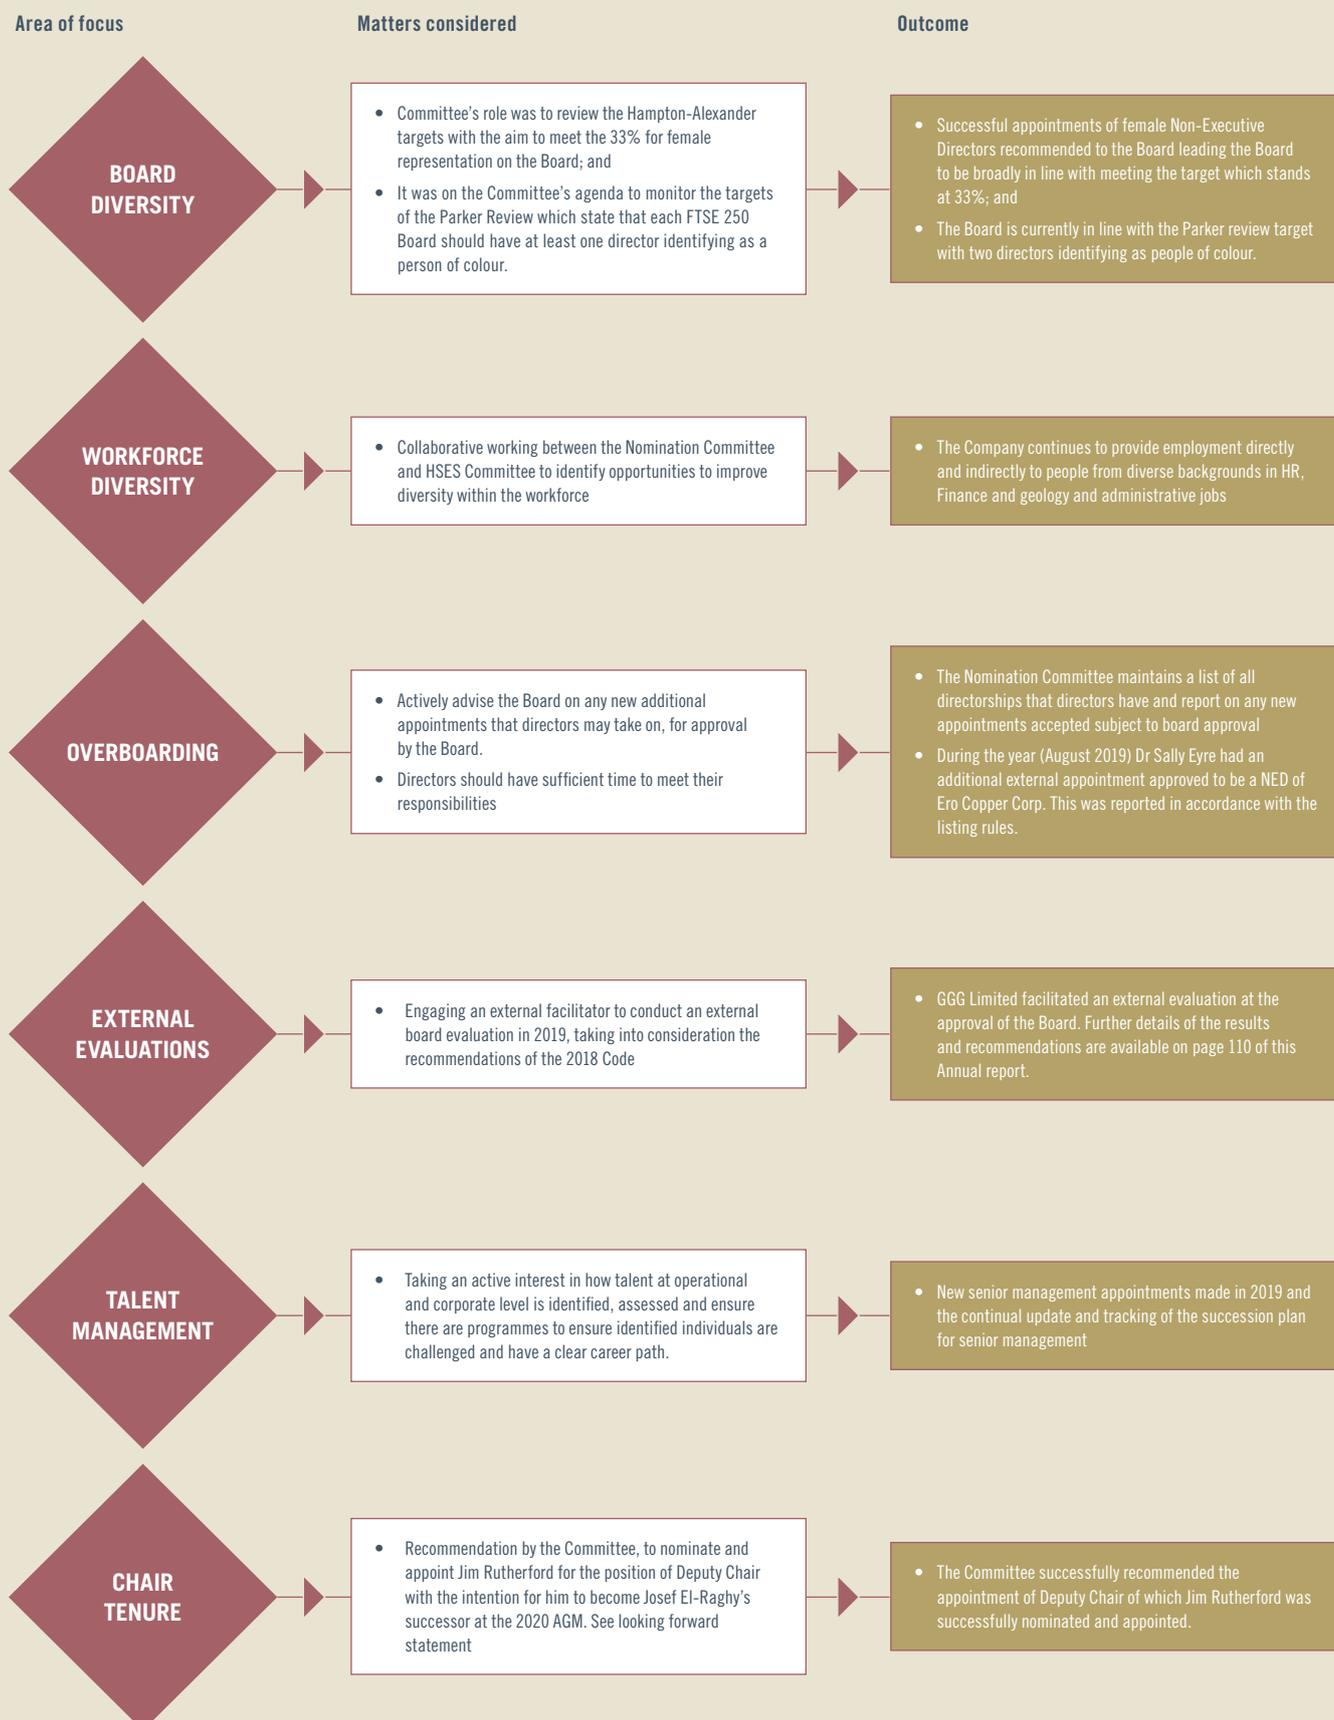 Area of focus
Matters considered
Outcome
BOARD
DIVERSITY
• Committee’s role was to review the Hampton-Alexander
targets with the aim to meet the 33% for female
representation on the Board; and
• It was on the Committee’s agenda to monitor the targets
of the Parker Review which state that each FTSE 250
Board should have at least one director identifying as a
person of colour.
• Successful appointments of female Non-Executive
Directors recommended to the Board leading the Board
to be broadly in line with meeting the target which stands
at 33%; and
• The Board is currently in line with the Parker review target
with two directors identifying as people of colour.
WORKFORCE
DIVERSITY
• Collaborative working between the Nomination Committee
and HSES Committee to identify opportunities to improve
diversity within the workforce
• The Company continues to provide employment directly
and indirectly to people from diverse backgrounds in HR,
Finance and geology and administrative jobs
OVERBOARDING
• Actively advise the Board on any new additional
appointments that directors may take on, for approval
by the Board.
• Directors should have sufficient time to meet their
responsibilities
• The Nomination Committee maintains a list of all
directorships that directors have and report on any new
appointments accepted subject to board approval
• During the year (August 2019) Dr Sally Eyre had an
additional external appointment approved to be a NED of
Ero Copper Corp. This was reported in accordance with the
listing rules.
EXTERNAL
EVALUATIONS
• Engaging an external facilitator to conduct an external
board evaluation in 2019, taking into consideration the
recommendations of the 2018 Code
• GGG Limited facilitated an external evaluation at the
approval of the Board. Further details of the results
and recommendations are available on page 110 of this
Annual report.
TALENT
MANAGEMENT
• Taking an active interest in how talent at operational
and corporate level is identified, assessed and ensure
there are programmes to ensure identified individuals are
challenged and have a clear career path.
• New senior management appointments made in 2019 and
the continual update and tracking of the succession plan
for senior management
CHAIR
TENURE
• Recommendation by the Committee, to nominate and
appoint Jim Rutherford for the position of Deputy Chair
with the intention for him to become Josef El-Raghy’s
successor at the 2020 AGM. See looking forward
statement
• The Committee successfully recommended the
appointment of Deputy Chair of which Jim Rutherford was
successfully nominated and appointed.